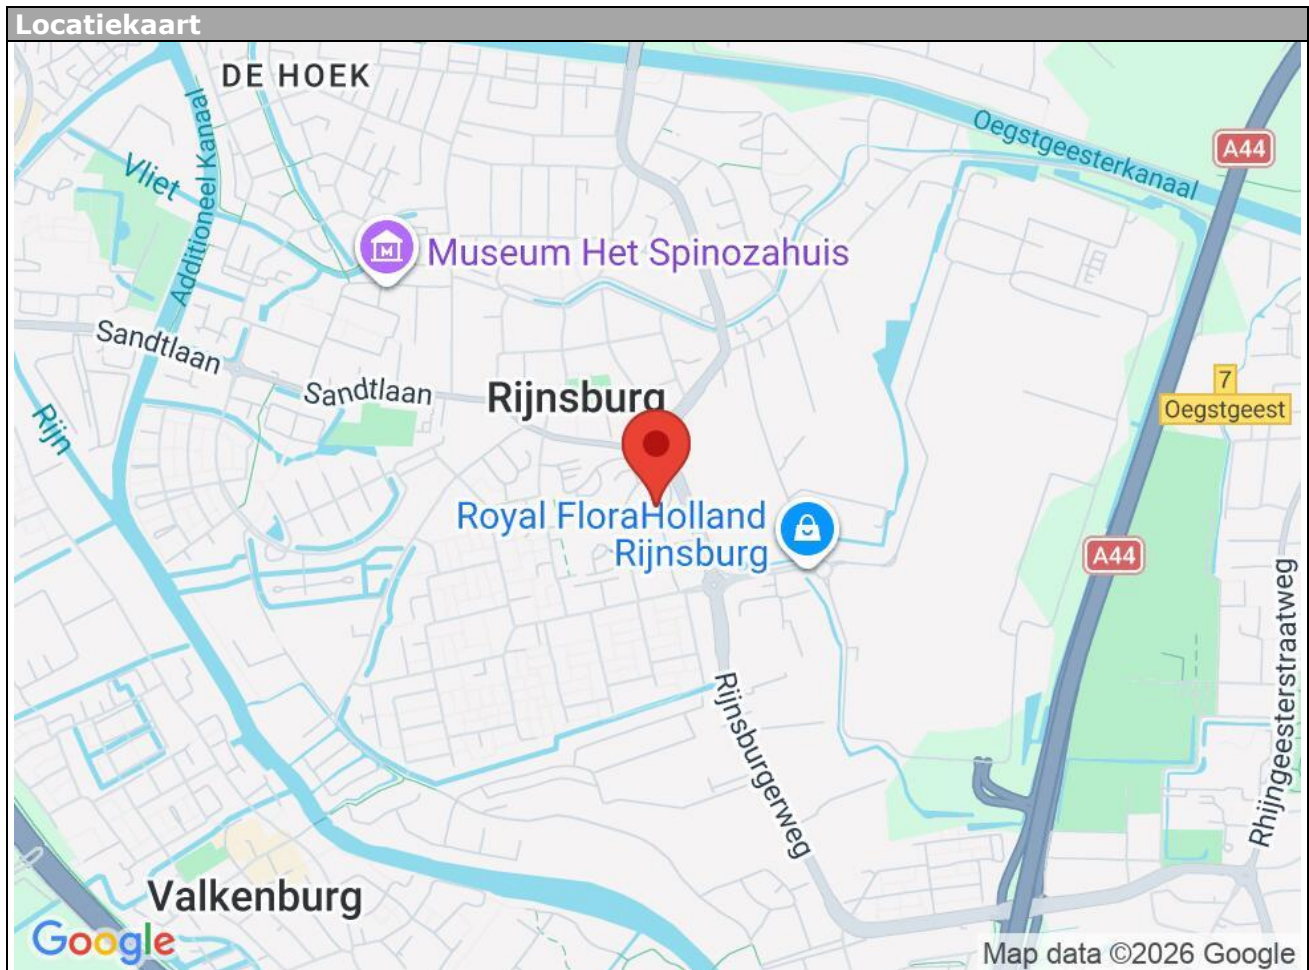 Locatiekaart
DE HOEK
Vliet
Additioneel Kanaal
Oegstgeesterkanaal
A44
Museum Het Spinozahuis
Sandtlaan
Sandtlaan
Rijnsburg
7
Oegstgeest
Rijn
Royal FloraHolland
Rijnsburg
A44
Rijnsburgerweg
Rhijngeesterstraatweg
Valkenburg
Google
Map data ©2026 Google